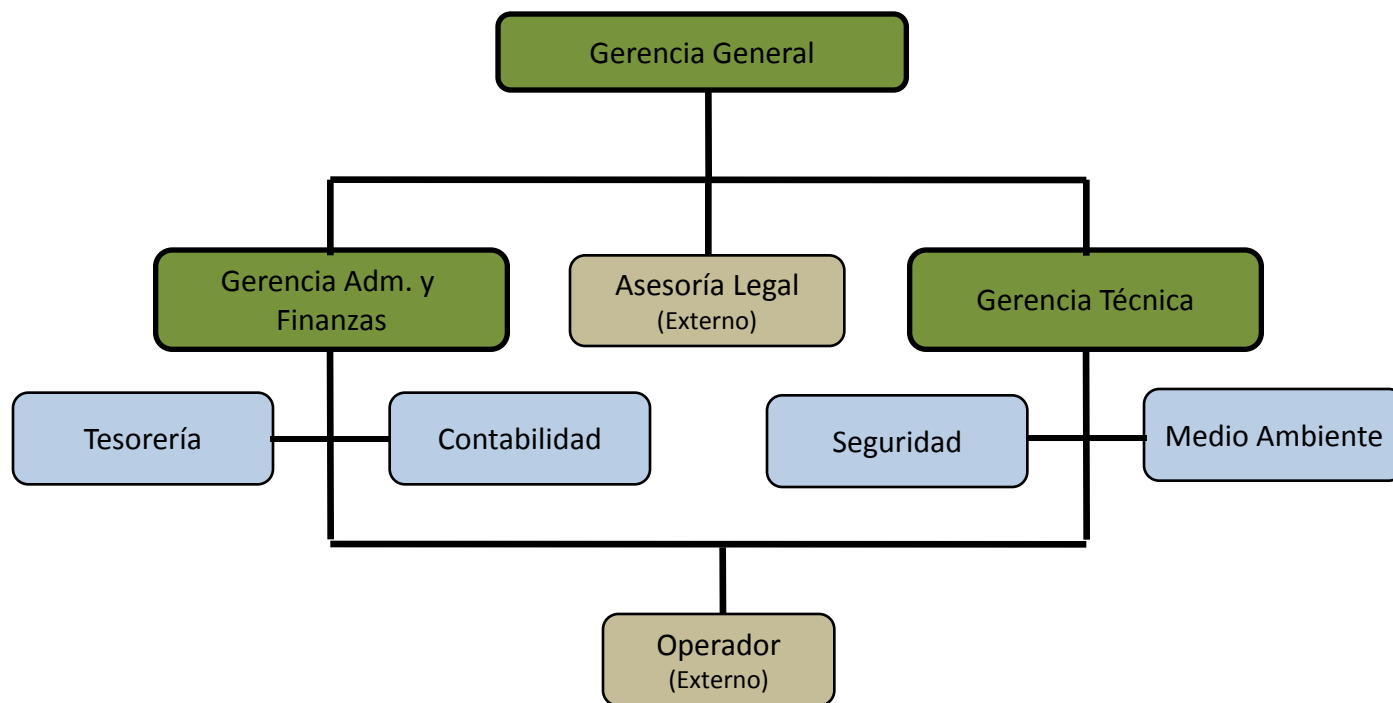 Gerencia General
Gerencia Adm. y
Finanzas
Asesoría Legal
(Externo)
Gerencia Técnica
Tesorería
Contabilidad
Seguridad
Medio Ambiente
Operador
(Externo)